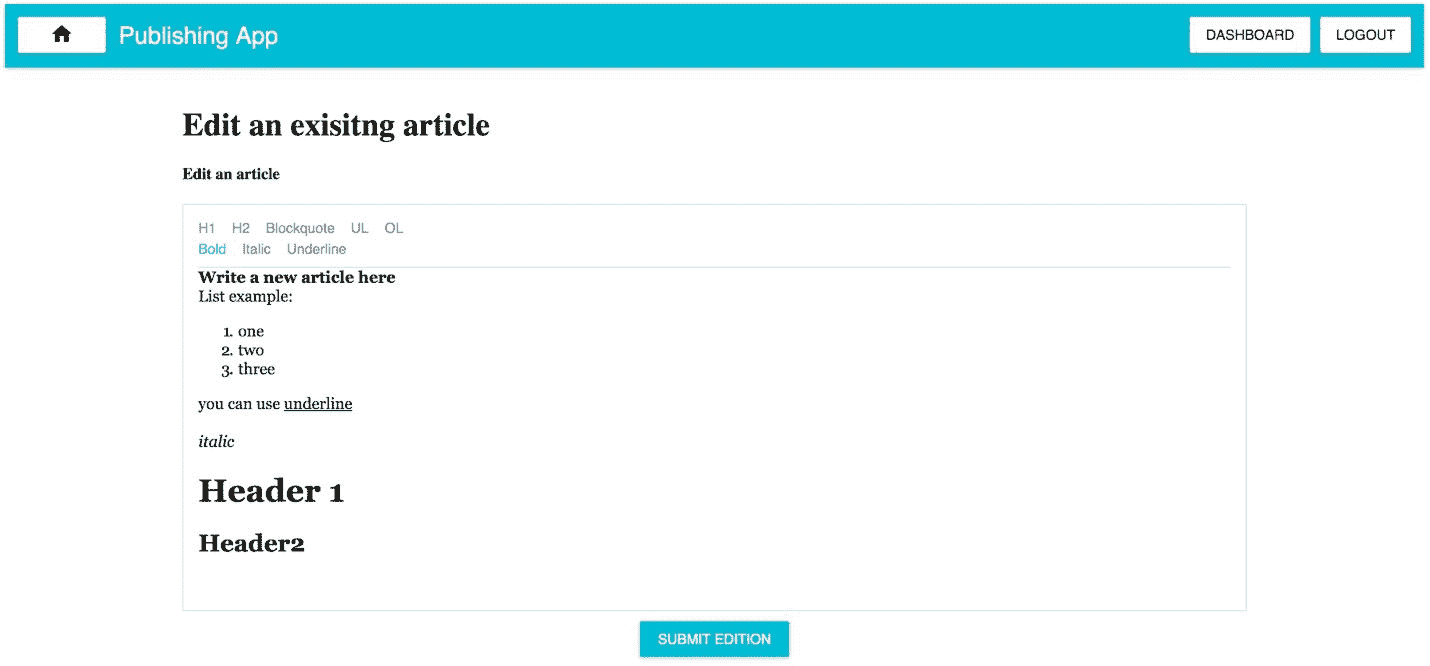 Publishing App DASHBOARD LOGOUT
Edit an exisitng article
Edit an article
H1 H2 Blockquote UL OL
Bold Italic Underline
Write a new article here
List example:
1. one
2. two
3. three
you can use underline
italic
Header 1
Header2
SUBMIT EDITION